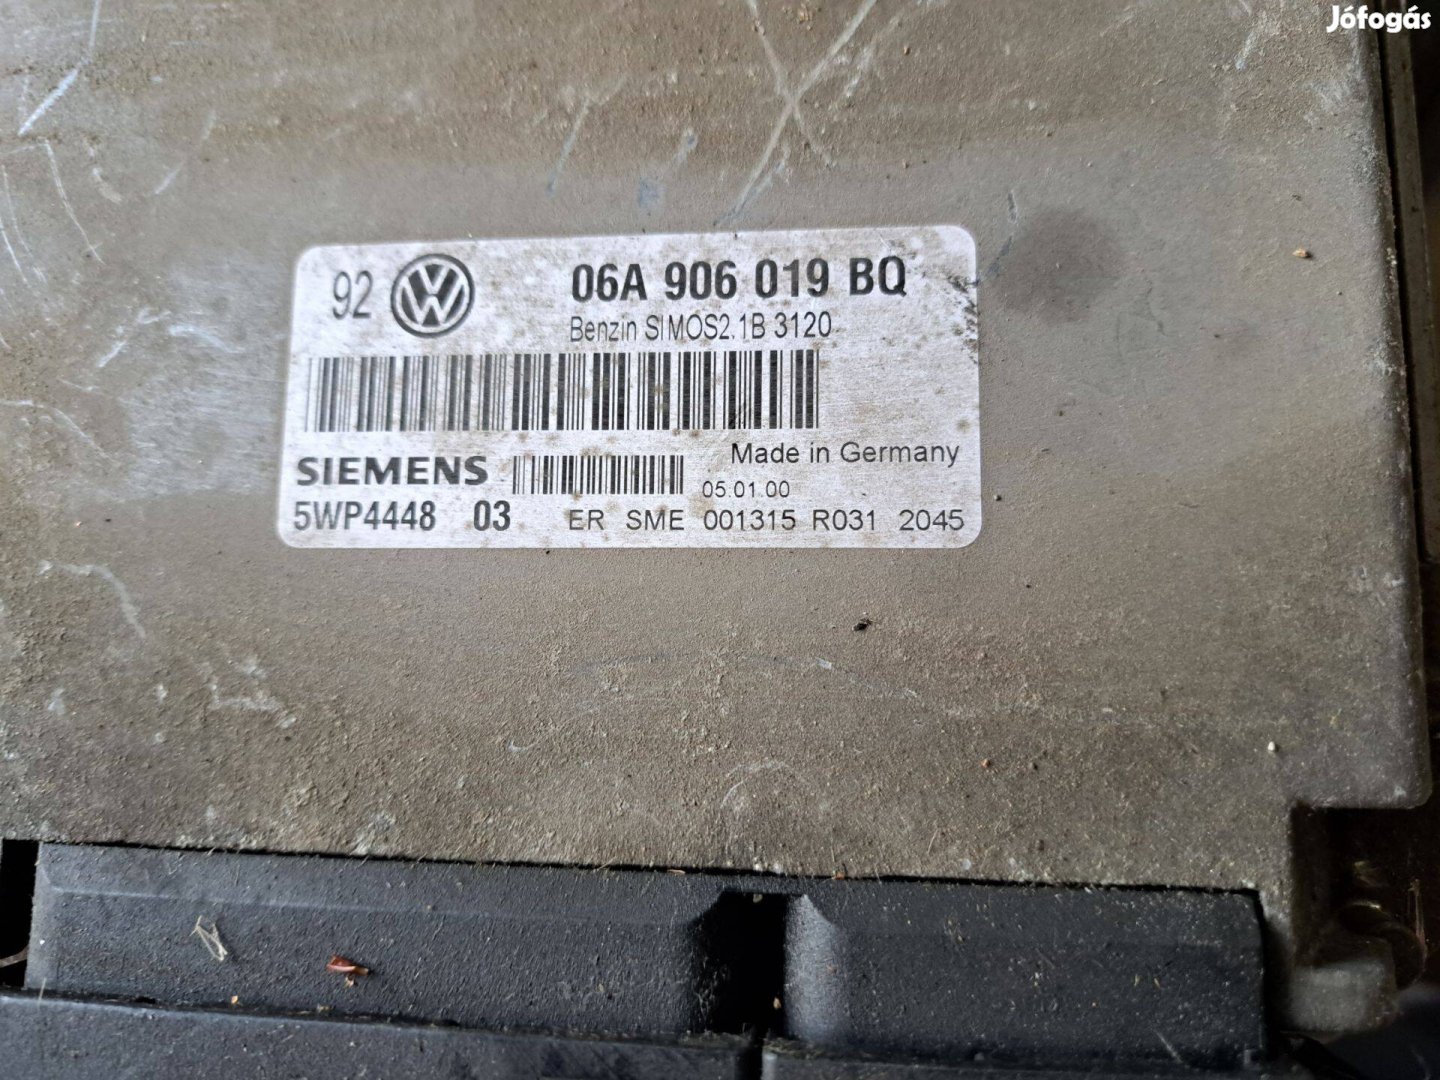 Jófogás
92 06A 906 019 BQ
Benzin SIMOS2.1B 3120
Made in Germany
SIEMENS
05.01.00
5WP4448 03 ER SME 001315 R031 2045